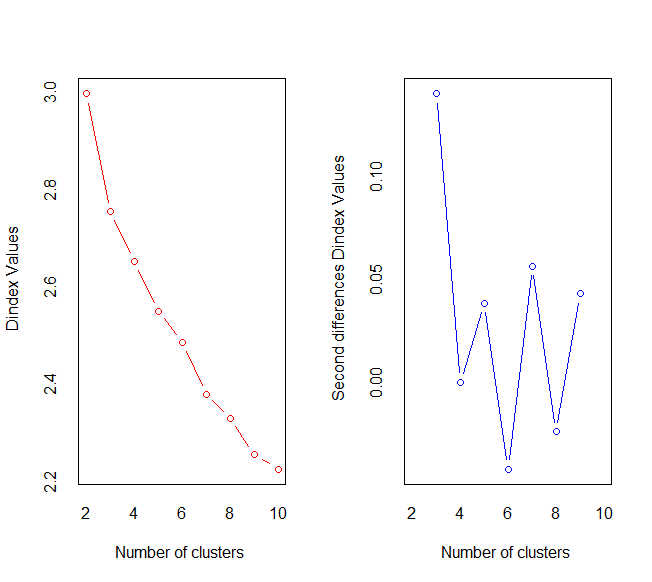 Dindex Values
3.0
2.8
2.6
2.4
2.2
2 4 6 8 10
Number of clusters
Second differences Dindex Values
0.10
0.05
0.00
2 4 6 8 10
Number of clusters